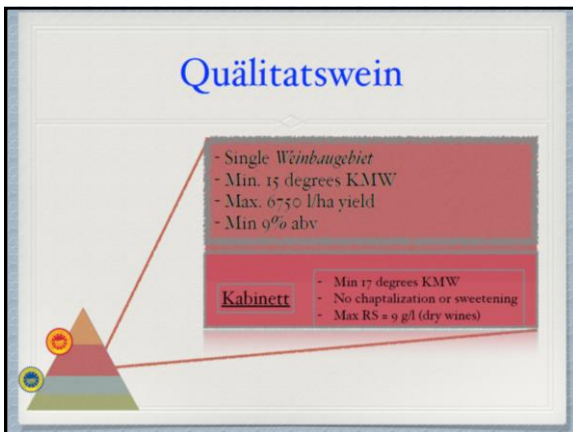 Quälitatswein
- Single Weinbaugebiet
- Min. 15 degrees KMW
- Max. 6750 l/ha yield
- Min 9% abv
Kabinett
- Min 17 degrees KMW
- No chaptalization or sweetening
- Max RS = 9 g/l (dry wines)